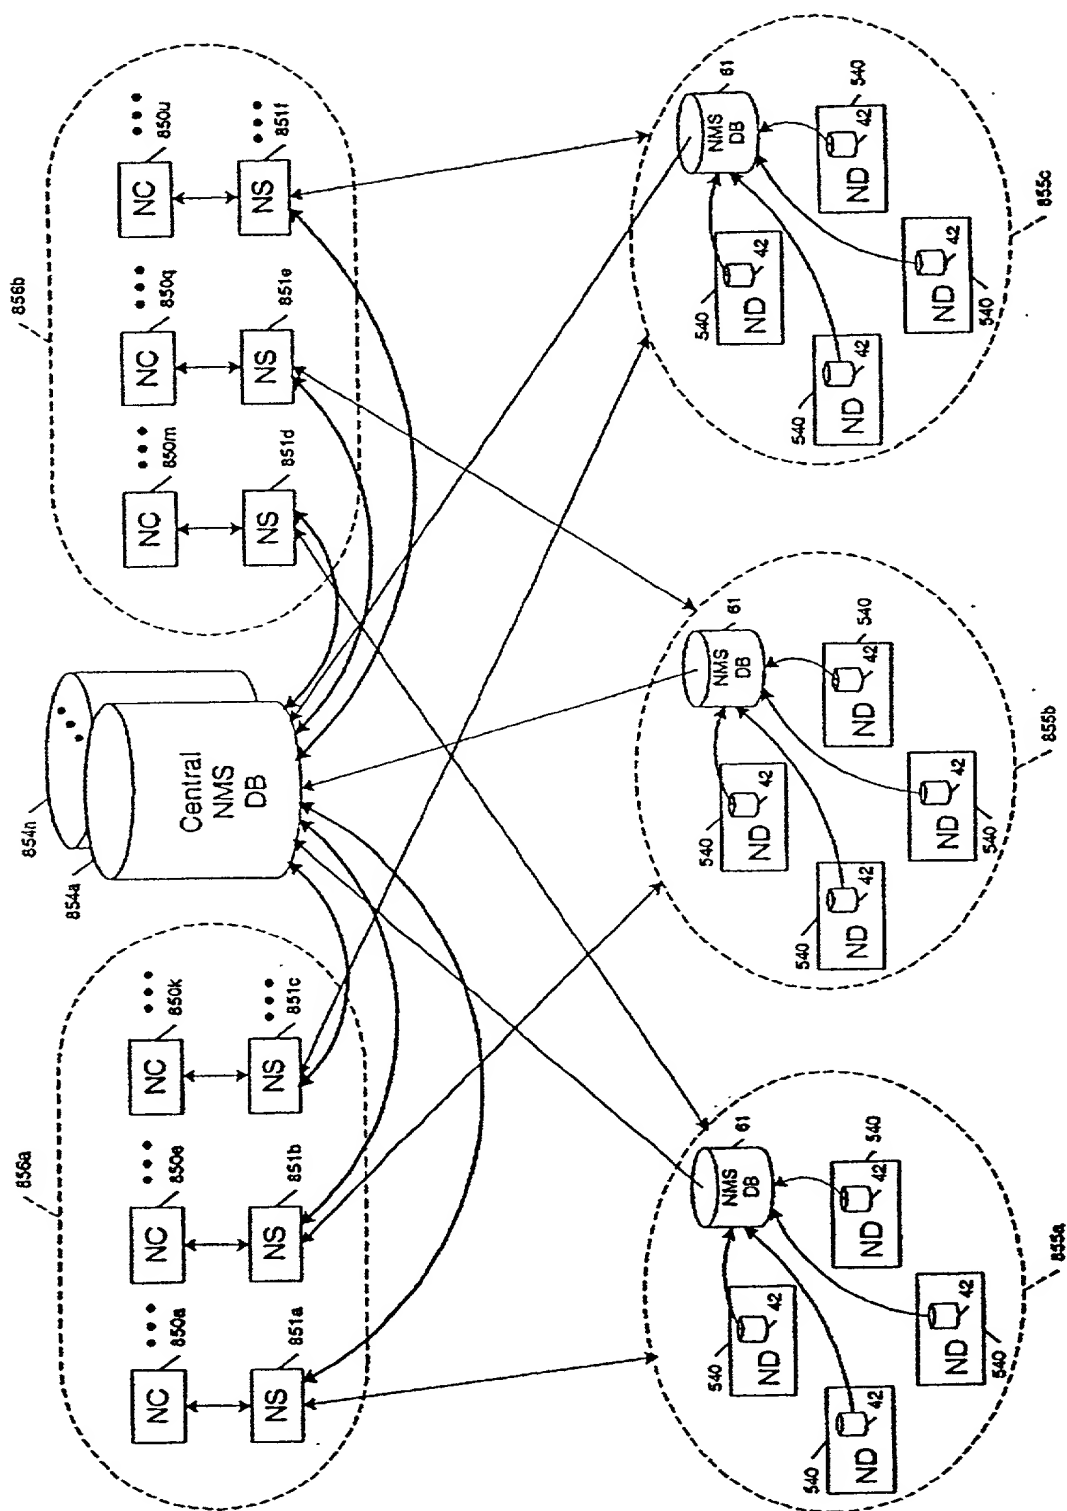 856a
NC
850a
NC
850e
NC
850k
NS
851a
NS
851b
NS
851c
854n
854a
Central
NMS
DB
856b
NC
850m
NC
850q
NC
850u
NS
851d
NS
851e
NS
851f
61
NMS
DB
540
42
ND
540
42
ND
540
42
ND
540
42
ND
855a
61
NMS
DB
540
42
ND
540
42
ND
540
42
ND
540
42
ND
855b
61
NMS
DB
540
42
ND
540
42
ND
540
42
ND
540
42
ND
855c